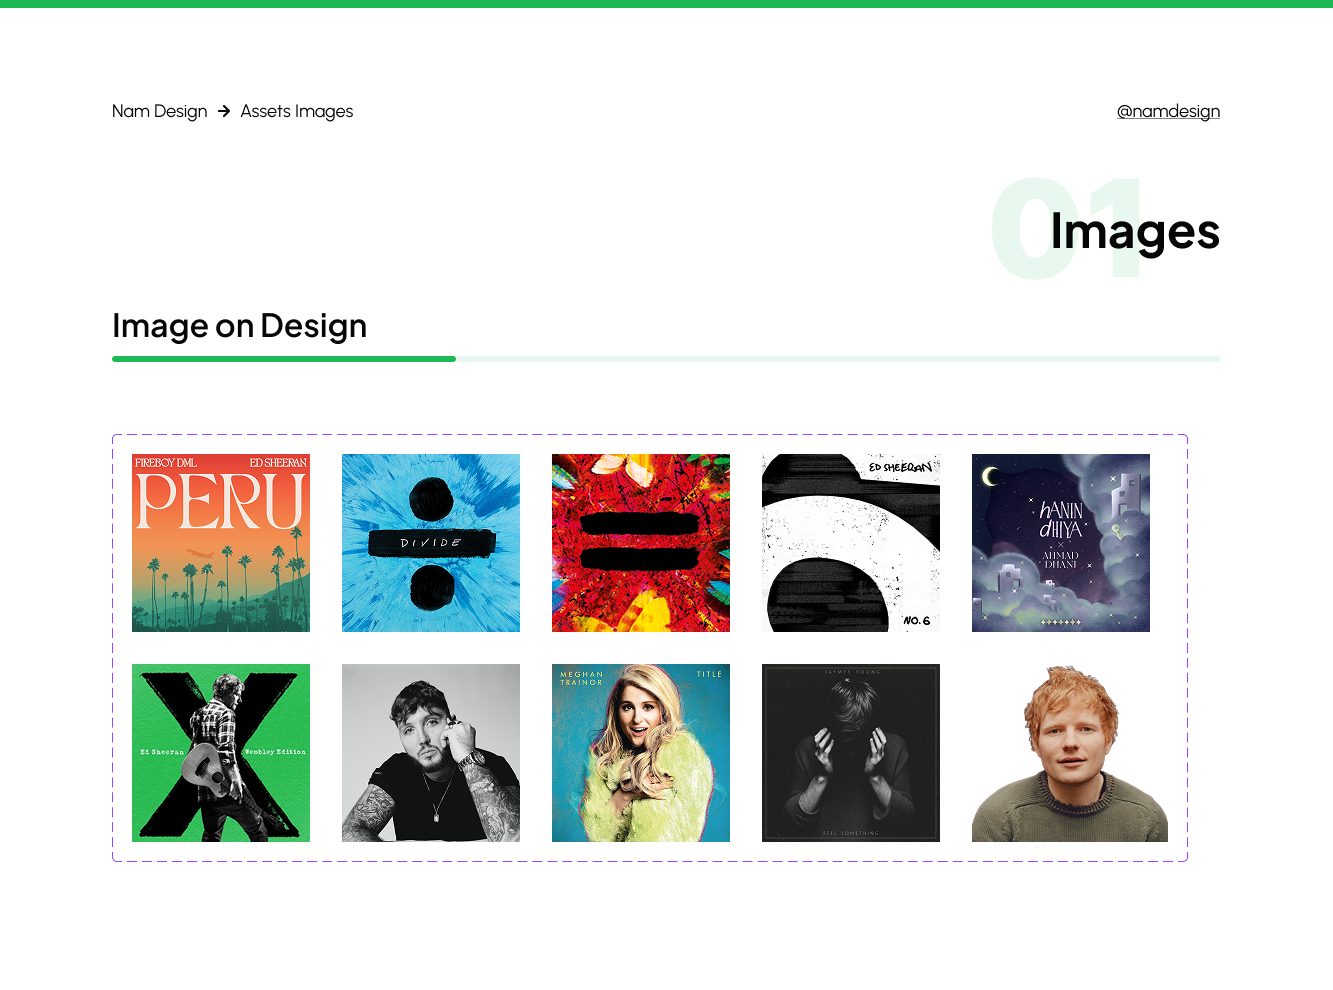 Nam Design → Assets Images
@namdesign
01
Images
Image on Design
FIREBOY DML ED SHEERAN
PERU
DIVIDE
ED SHEERAN
NO.6
hANIN
dHIYA
×
AHMAD
DHANI
Ed Sheeran Wembley Edition
MEGHAN
TRAINOR
TITLE
JAYMES YOUNG
FEEL SOMETHING